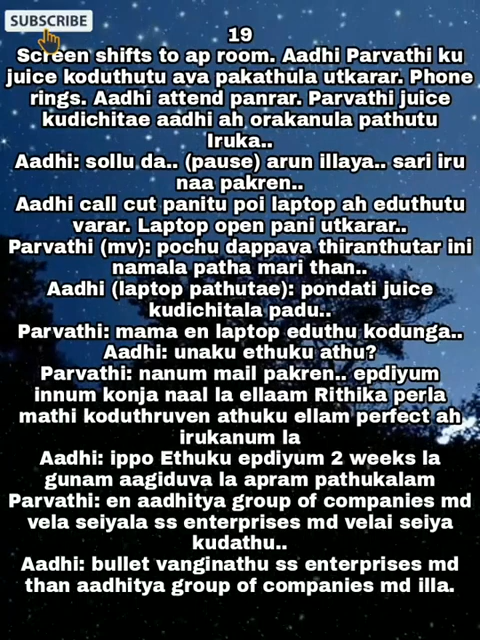 SUBSCRIBE
19
Screen shifts to ap room. Aadhi Parvathi ku
juice koduthutu ava pakathula utkarar. Phone
rings. Aadhi attend panrar. Parvathi juice
kudichitae aadhi ah orakanula pathutu
Iruka..
Aadhi: sollu da.. (pause) arun illaya.. sari iru
naa pakren..
Aadhi call cut panitu poi laptop ah eduthutu
varar. Laptop open pani utkarar..
Parvathi (mv): pochu dappava thiranthutar ini
namala patha mari than..
Aadhi (laptop pathutae): pondati juice
kudichitala padu..
Parvathi: mama en laptop eduthu kodunga..
Aadhi: unaku ethuku athu?
Parvathi: nanum mail pakren.. epdiyum
innum konja naal la ellaam Rithika perla
mathi koduthruven athuku ellam perfect ah
irukanum la
Aadhi: ippo Ethuku epdiyum 2 weeks la
gunam aagiduva la apram pathukalam
Parvathi: en aadhitya group of companies md
vela seiyala ss enterprises md velai seiya
kudathu..
Aadhi: bullet vanginathu ss enterprises md
than aadhitya group of companies md illa.